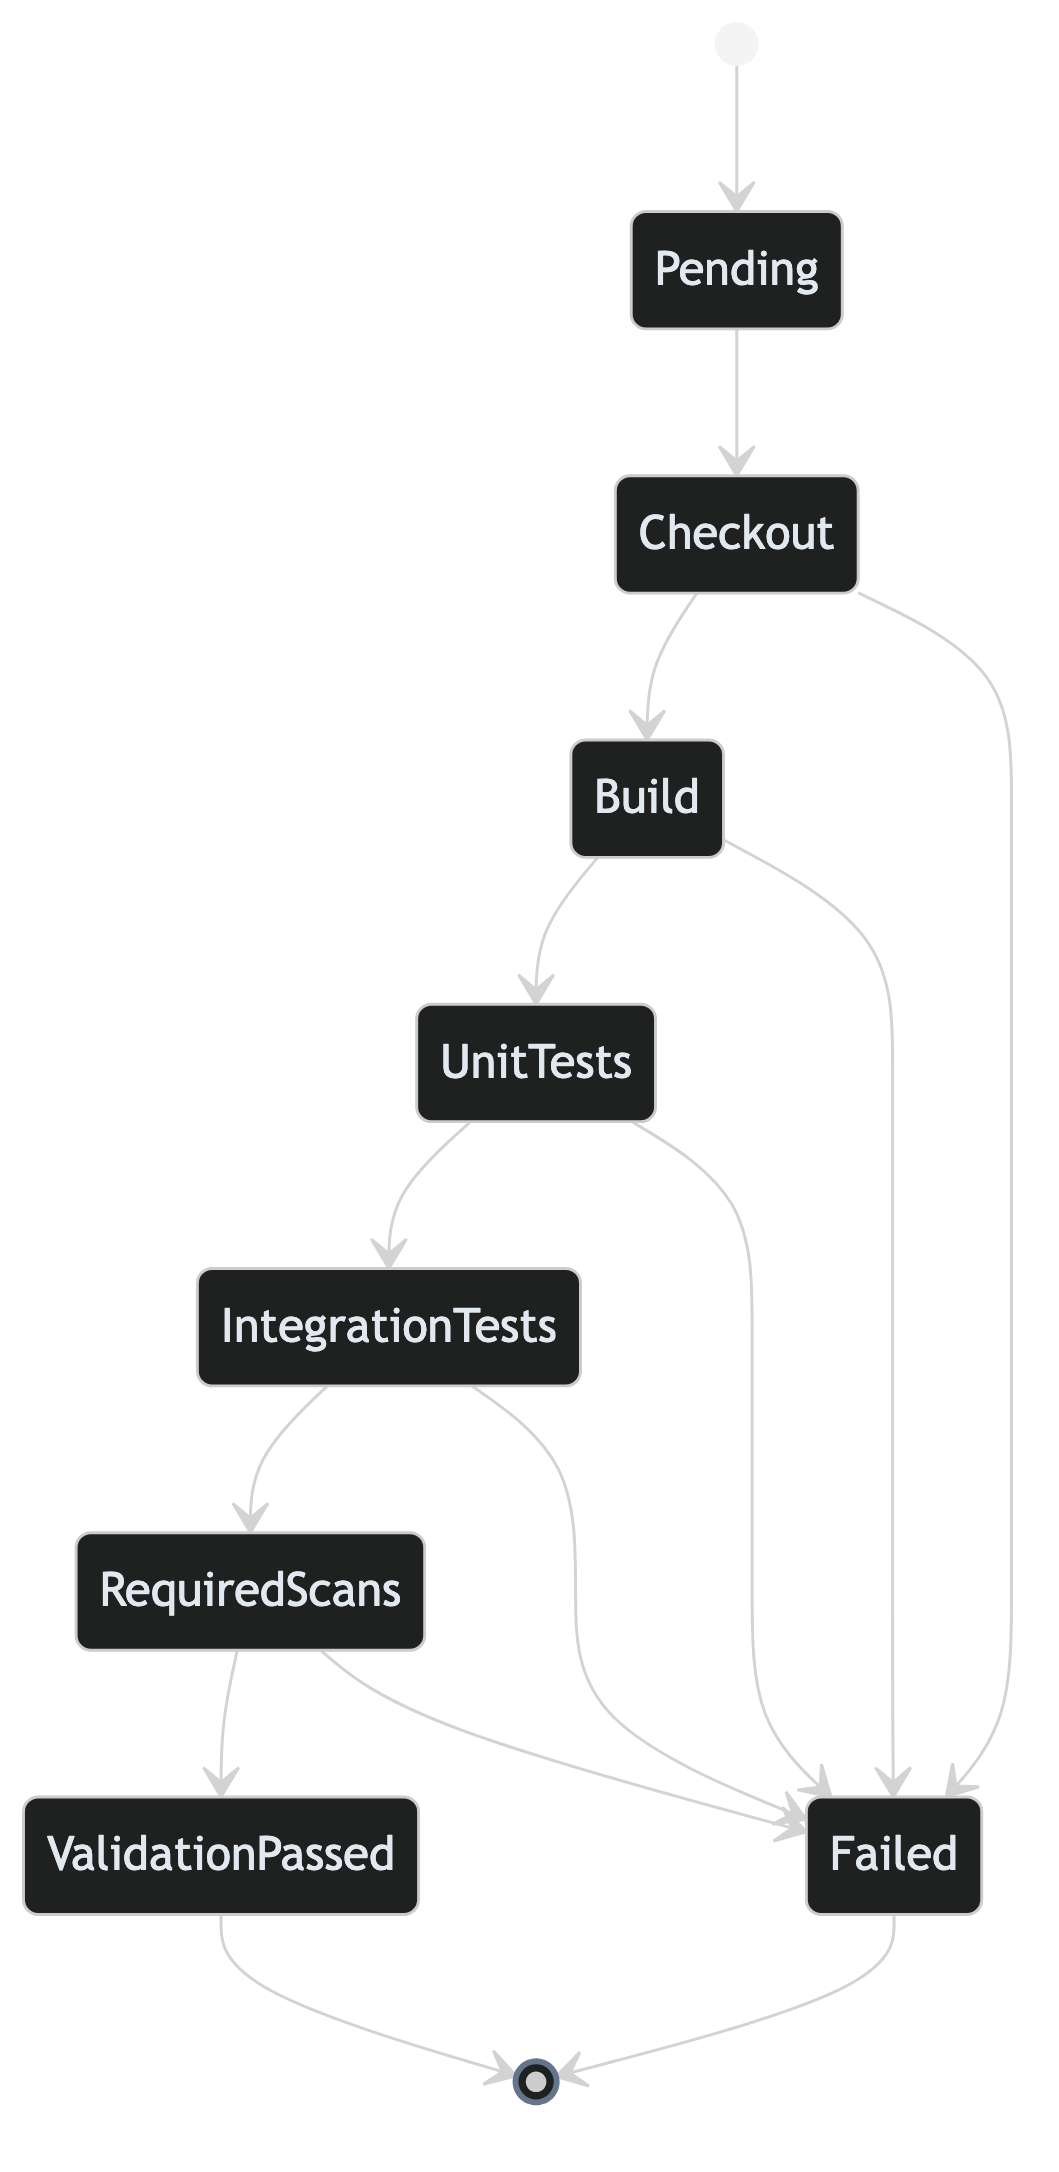 Pending
Checkout
Build
UnitTests
IntegrationTests
RequiredScans
ValidationPassed
Failed